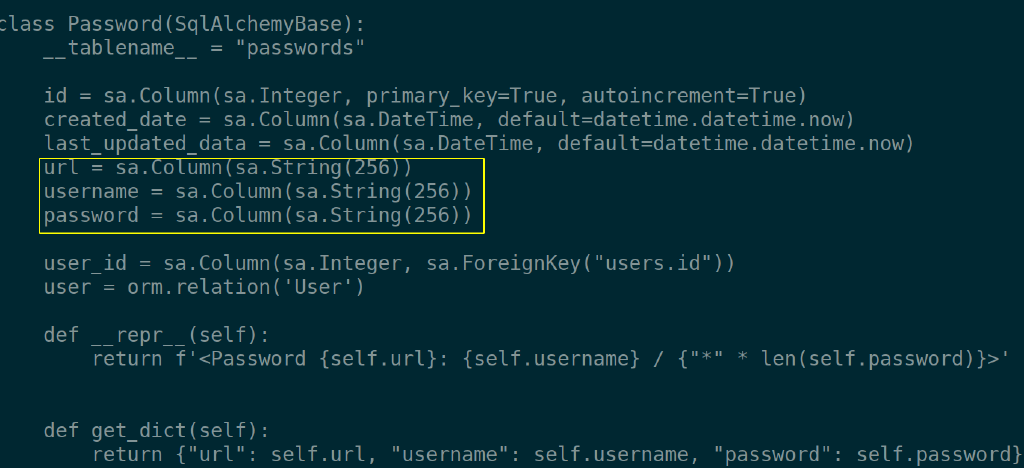 class Password(SqlAlchemyBase):
    __tablename__ = "passwords"
    id = sa.Column(sa.Integer, primary_key=True, autoincrement=True)
    created_date = sa.Column(sa.DateTime, default=datetime.datetime.now)
    last_updated_data = sa.Column(sa.DateTime, default=datetime.datetime.now)
    url = sa.Column(sa.String(256))
    username = sa.Column(sa.String(256))
    password = sa.Column(sa.String(256))
    user_id = sa.Column(sa.Integer, sa.ForeignKey("users.id"))
    user = orm.relation('User')
    def __repr__(self):
        return f'<Password {self.url}: {self.username} / {"*" * len(self.password)}>'
    def get_dict(self):
        return {"url": self.url, "username": self.username, "password": self.password}